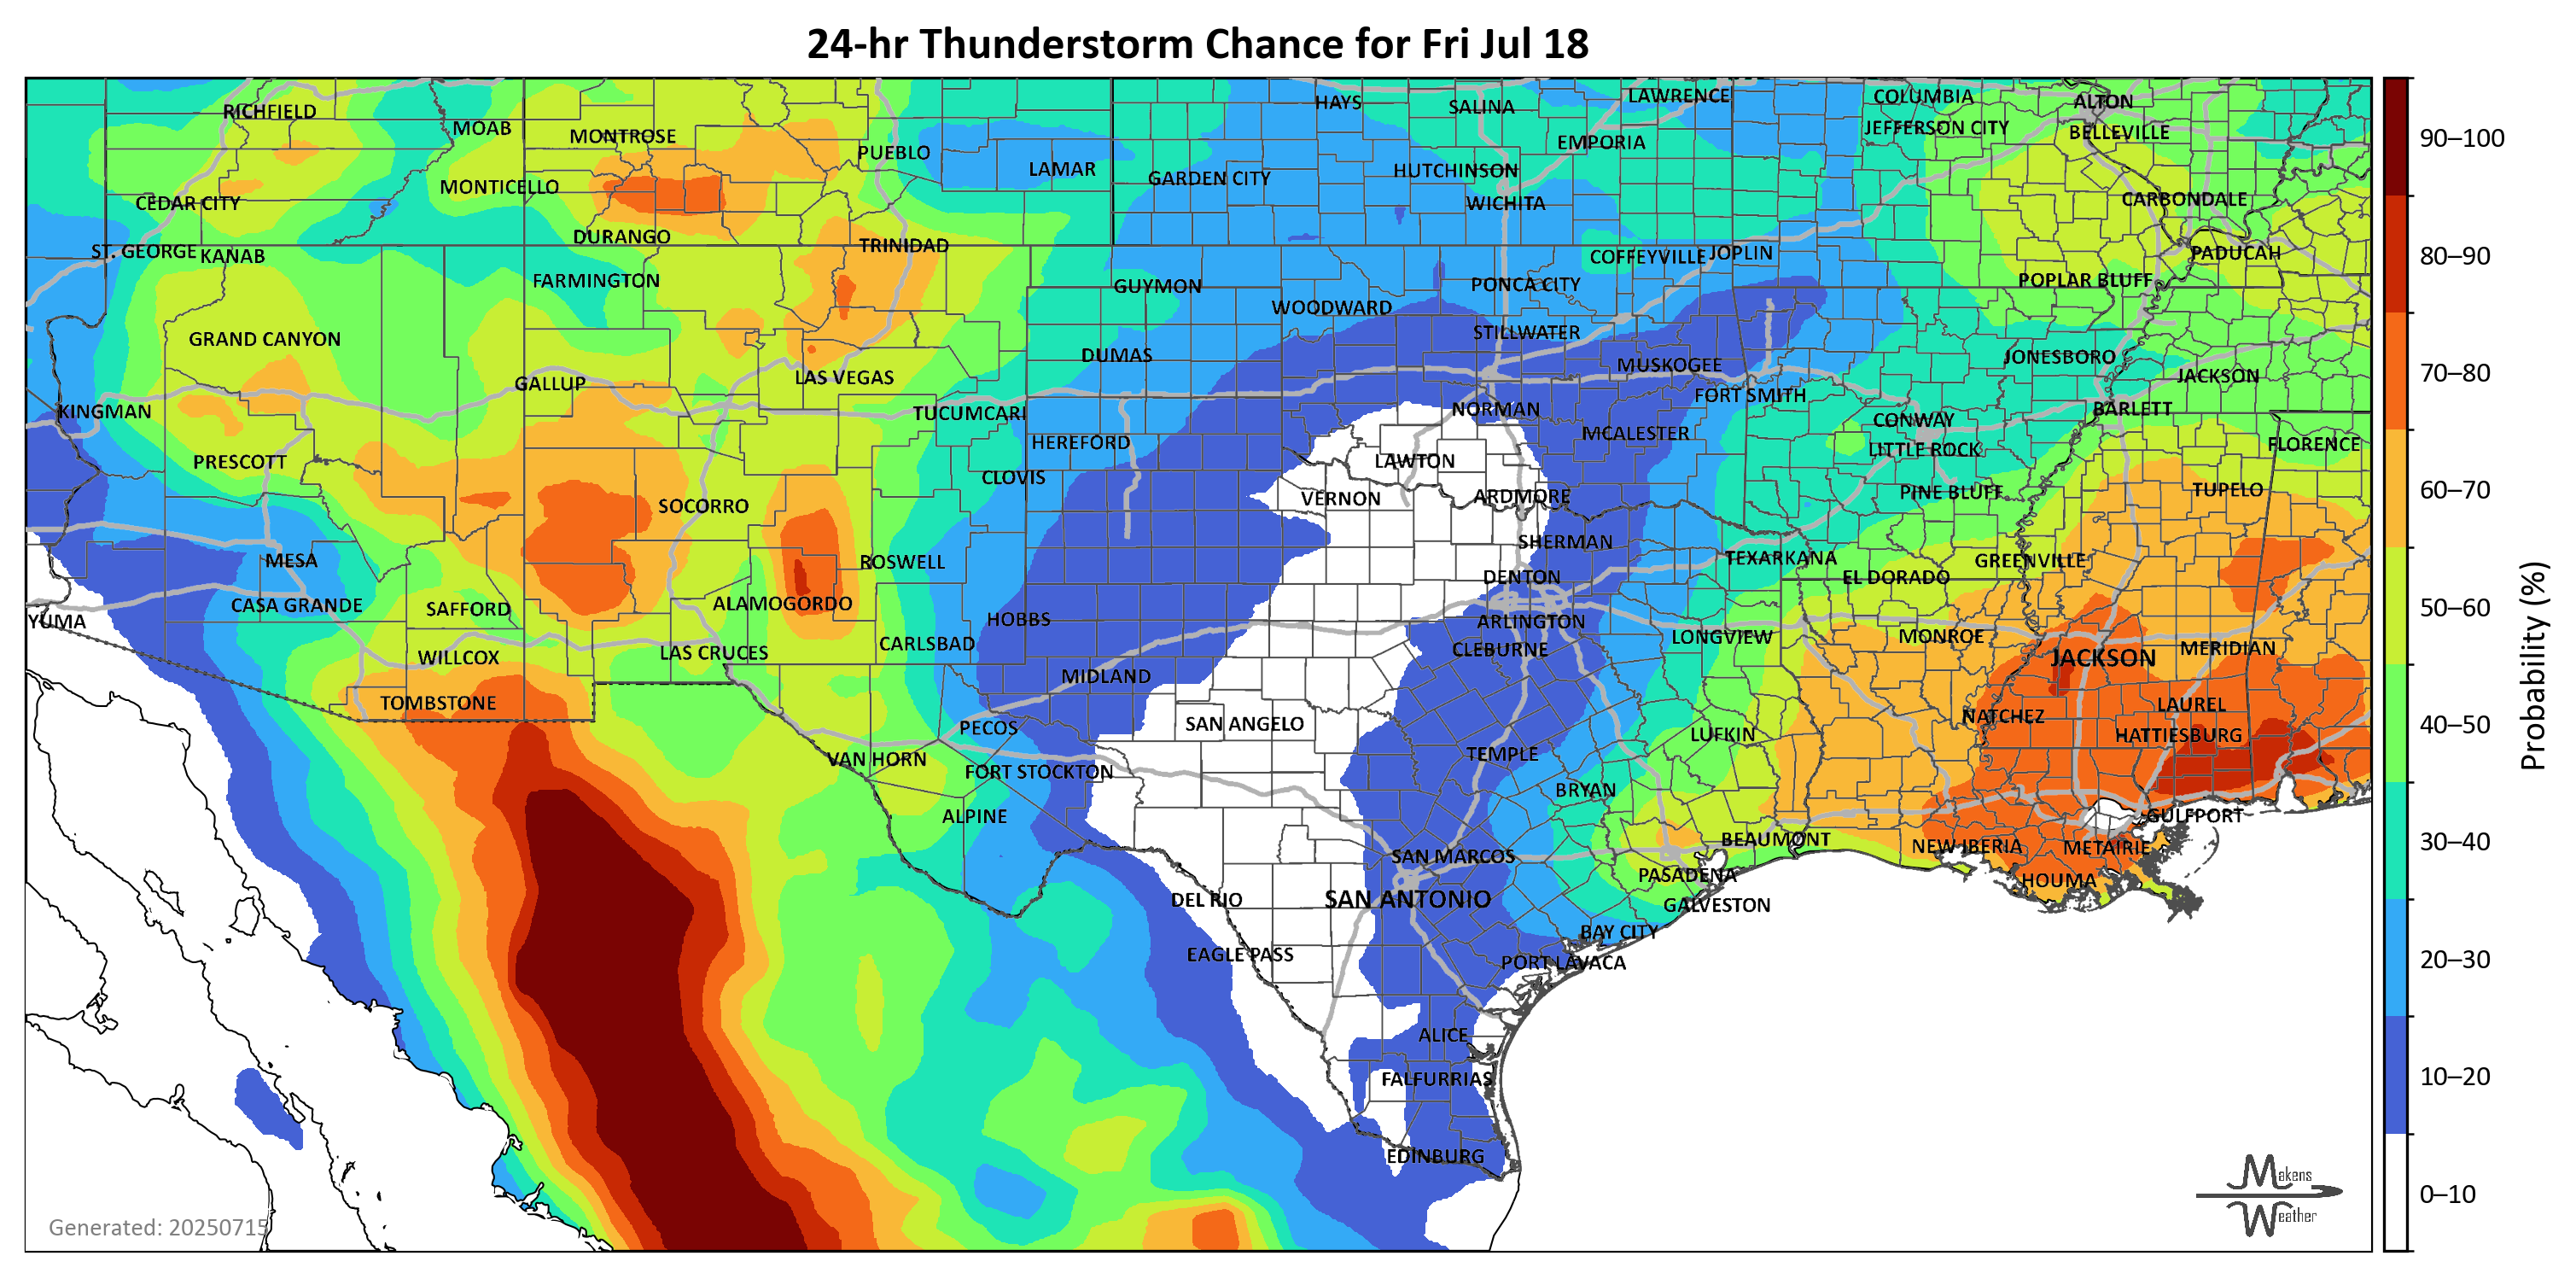 24-hr Thunderstorm Chance for Fri Jul 18
RICHFIELD
MOAB
MONTROSE
PUEBLO
LAMAR
GARDEN CITY
HAYS
SALINA
LAWRENCE
EMPORIA
HUTCHINSON
WICHITA
COLUMBIA
JEFFERSON CITY
ALTON
BELLEVILLE
90–100
MONTICELLO
CEDAR CITY
CARBONDALE
DURANGO
TRINIDAD
ST. GEORGE
KANAB
FARMINGTON
GUYMON
COFFEYVILLE
JOPLIN
PADUCAH
80–90
PONCA CITY
POPLAR BLUFF
WOODWARD
GRAND CANYON
STILLWATER
DUMAS
MUSKOGEE
JONESBORO
GALLUP
LAS VEGAS
JACKSON
70–80
KINGMAN
TUCUMCARI
NORMAN
FORT SMITH
CONWAY
BARLETT
HEREFORD
MCALESTER
LITTLE ROCK
FLORENCE
PRESCOTT
CLOVIS
LAWTON
VERNON
ARDMORE
PINE BLUFF
TUPELO
60–70
SOCORRO
MESA
ROSWELL
SHERMAN
TEXARKANA
GREENVILLE
DENTON
EL DORADO
CASA GRANDE
SAFFORD
ALAMOGORDO
YUMA
HOBBS
ARLINGTON
50–60
WILLCOX
LAS CRUCES
CARLSBAD
CLEBURNE
LONGVIEW
MONROE
JACKSON
MERIDIAN
Probability (%)
TOMBSTONE
MIDLAND
SAN ANGELO
NATCHEZ
LAUREL
PECOS
LUFKIN
HATTIESBURG
40–50
VAN HORN
FORT STOCKTON
TEMPLE
BRYAN
ALPINE
GULFPORT
BEAUMONT
NEW IBERIA
METAIRIE
30–40
SAN MARCOS
PASADENA
HOUMA
DEL RIO
SAN ANTONIO
GALVESTON
BAY CITY
EAGLE PASS
PORT LAVACA
20–30
ALICE
FALFURRIAS
10–20
EDINBURG
Makens
Weather
0–10
Generated: 20250715